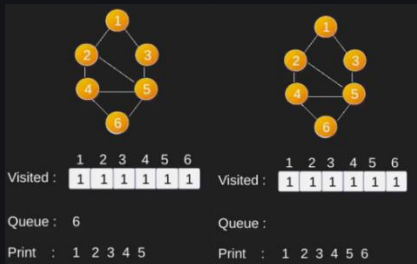 1
2 3
4 5
6
1 2 3 4 5 6
Visited : 1 1 1 1 1 1
Queue : 6
Print : 1 2 3 4 5
1
2 3
4 5
6
1 2 3 4 5 6
Visited : 1 1 1 1 1 1
Queue :
Print : 1 2 3 4 5 6